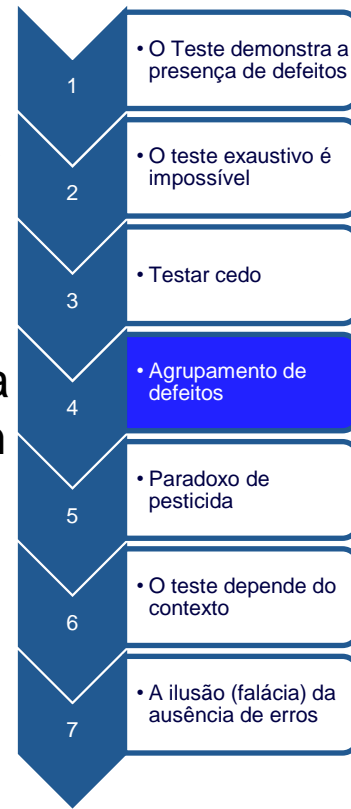 1
• O Teste demonstra a
presença de defeitos
2
• O teste exaustivo é
impossível
3
• Testar cedo
a
m
4
• Agrupamento de
defeitos
5
• Paradoxo de
pesticida
6
• O teste depende do
contexto
7
• A ilusão (falácia) da
ausência de erros